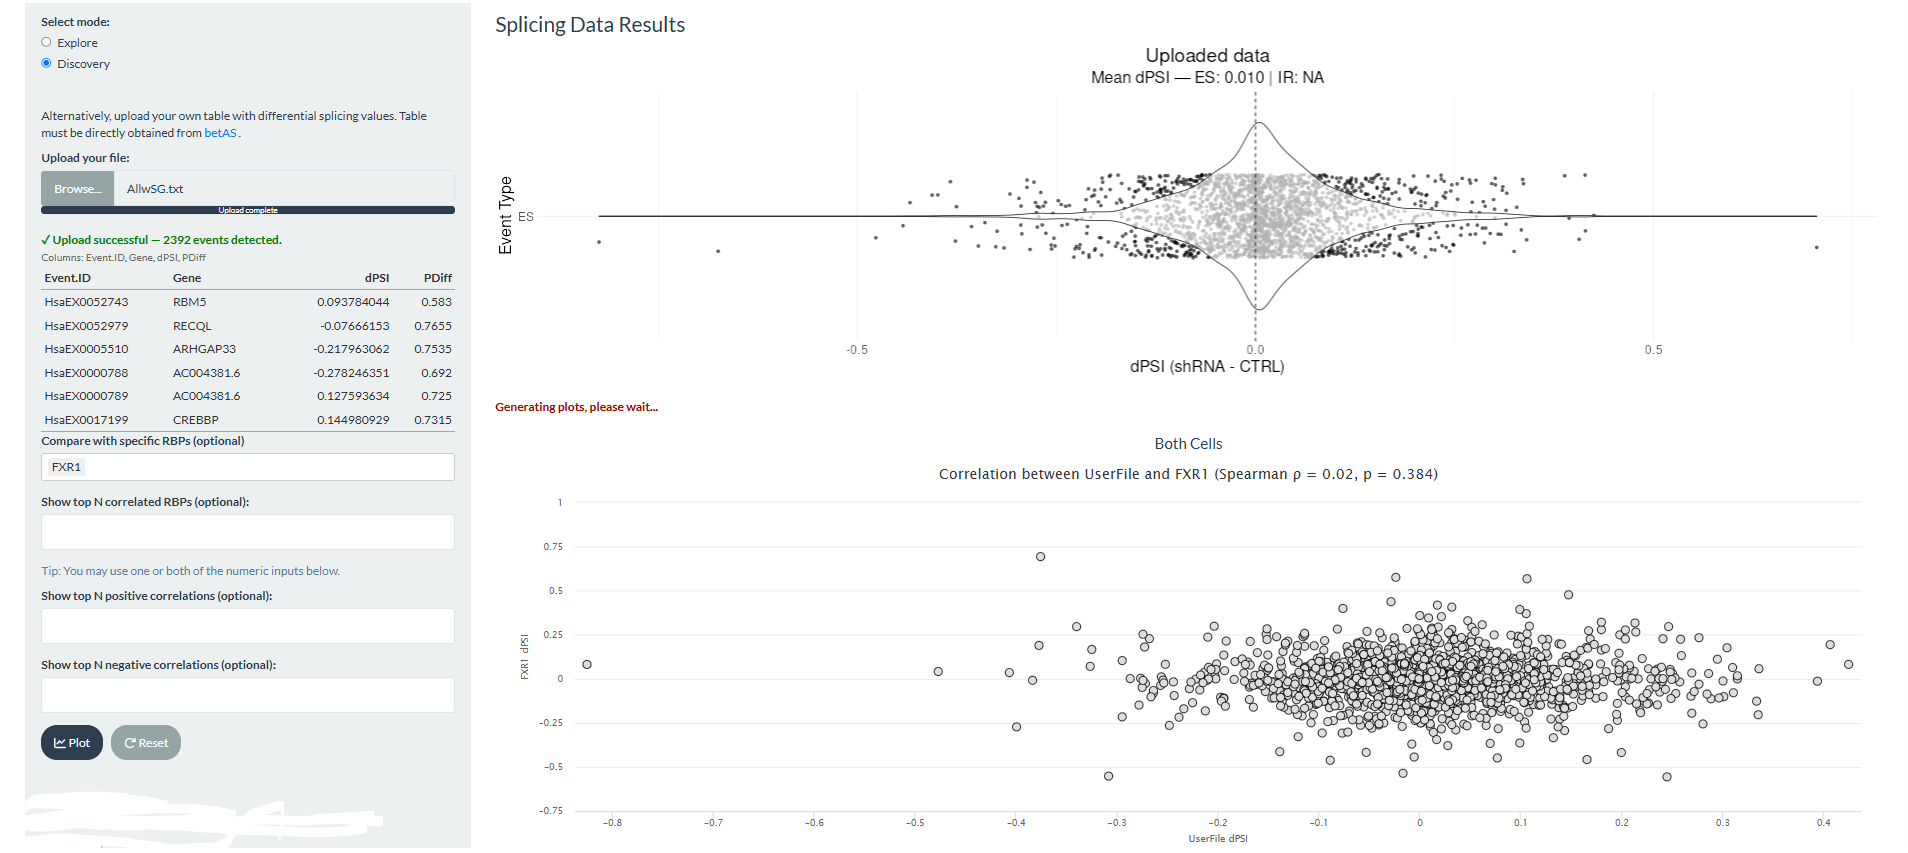 Select mode:
Explore
Discovery
Alternatively, upload your own table with differential splicing values. Table
must be directly obtained from betAS .
Upload your file:
Browse... AllwSG.txt
Upload complete
✓ Upload successful — 2392 events detected.
Columns: Event.ID, Gene, dPSI, PDiff
Event.ID Gene dPSI PDiff
HsaEX0052743 RBM5 0.093784044 0.583
HsaEX0052979 RECQL -0.07666153 0.7655
HsaEX0005510 ARHGAP33 -0.217963062 0.7535
HsaEX0000788 AC004381.6 -0.278246351 0.692
HsaEX0000789 AC004381.6 0.127593634 0.725
HsaEX0017199 CREBBP 0.144980929 0.7315
Compare with specific RBPs (optional)
FXR1
Show top N correlated RBPs (optional):
Tip: You may use one or both of the numeric inputs below.
Show top N positive correlations (optional):
Show top N negative correlations (optional):
Plot Reset
Splicing Data Results
Uploaded data
Mean dPSI — ES: 0.010 | IR: NA
Event Type
ES
-0.5 0.0 0.5
dPSI (shRNA - CTRL)
Generating plots, please wait...
Both Cells
Correlation between UserFile and FXR1 (Spearman ρ = 0.02, p = 0.384)
FXR1 dPSI
1
0.75
0.5
0.25
0
−0.25
−0.5
−0.75
−0.8 −0.7 −0.6 −0.5 −0.4 −0.3 −0.2 −0.1 0 0.1 0.2 0.3 0.4
UserFile dPSI